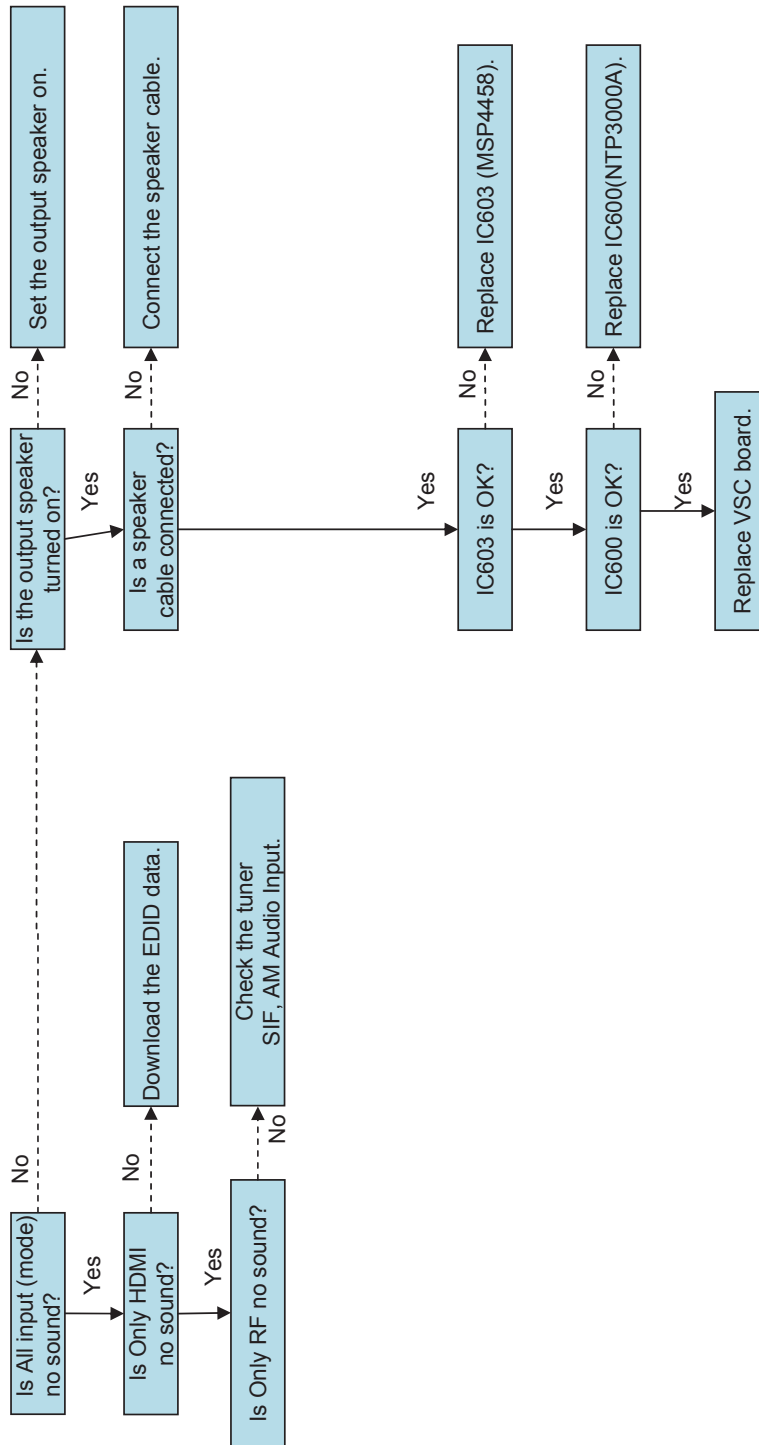 Is All input (mode)
no sound?
No
Yes
Is Only HDMI
no sound?
No
Download the EDID data.
Yes
Is Only RF no sound?
No
Check the tuner
SIF, AM Audio Input.
Is the output speaker
turned on?
No
Set the output speaker on.
Yes
Is a speaker
cable connected?
No
Connect the speaker cable.
Yes
IC603 is OK?
No
Replace IC603 (MSP4458).
Yes
IC600 is OK?
No
Replace IC600(NTP3000A).
Yes
Replace VSC board.